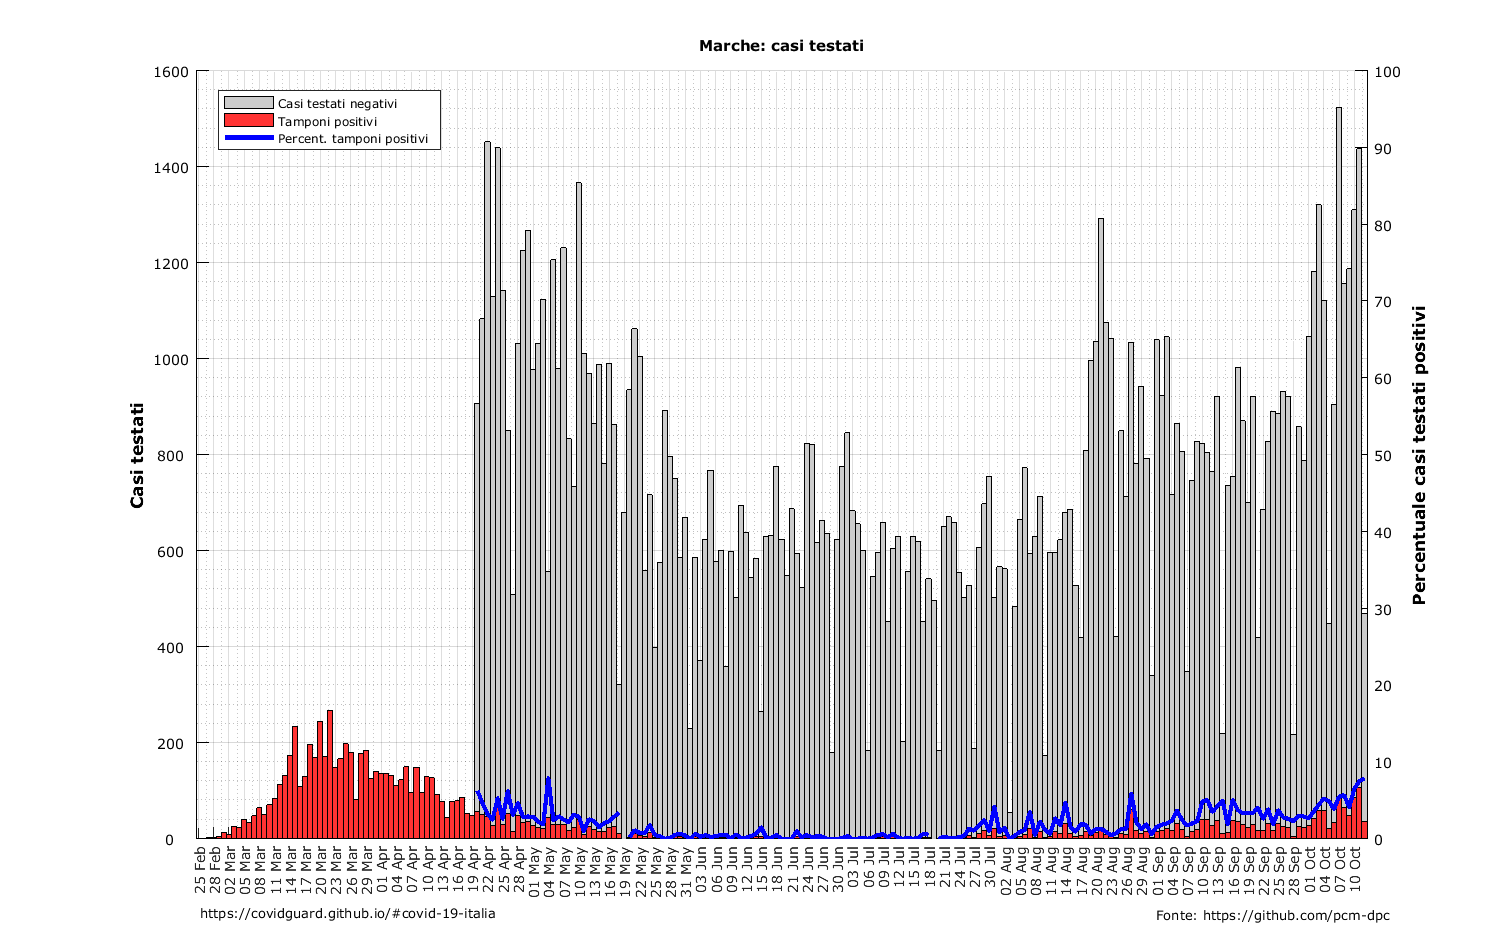 Marche: casi testati
Casi testati negativi
Tamponi positivi
Percent. tamponi positivi
Casi testati
1600
1400
1200
1000
800
600
400
200
0
100
90
80
70
60
50
40
30
20
10
0
Percentuale casi testati positivi
25 Feb
28 Feb
02 Mar
05 Mar
08 Mar
11 Mar
14 Mar
17 Mar
20 Mar
23 Mar
26 Mar
29 Mar
01 Apr
04 Apr
07 Apr
10 Apr
13 Apr
16 Apr
19 Apr
22 Apr
25 Apr
28 Apr
01 May
04 May
07 May
10 May
13 May
16 May
19 May
22 May
25 May
28 May
31 May
03 Jun
06 Jun
09 Jun
12 Jun
15 Jun
18 Jun
21 Jun
24 Jun
27 Jun
30 Jun
03 Jul
06 Jul
09 Jul
12 Jul
15 Jul
18 Jul
21 Jul
24 Jul
27 Jul
30 Jul
02 Aug
05 Aug
08 Aug
11 Aug
14 Aug
17 Aug
20 Aug
23 Aug
26 Aug
29 Aug
01 Sep
04 Sep
07 Sep
10 Sep
13 Sep
16 Sep
19 Sep
22 Sep
25 Sep
28 Sep
01 Oct
04 Oct
07 Oct
10 Oct
https://covidguard.github.io/#covid-19-italia
Fonte: https://github.com/pcm-dpc